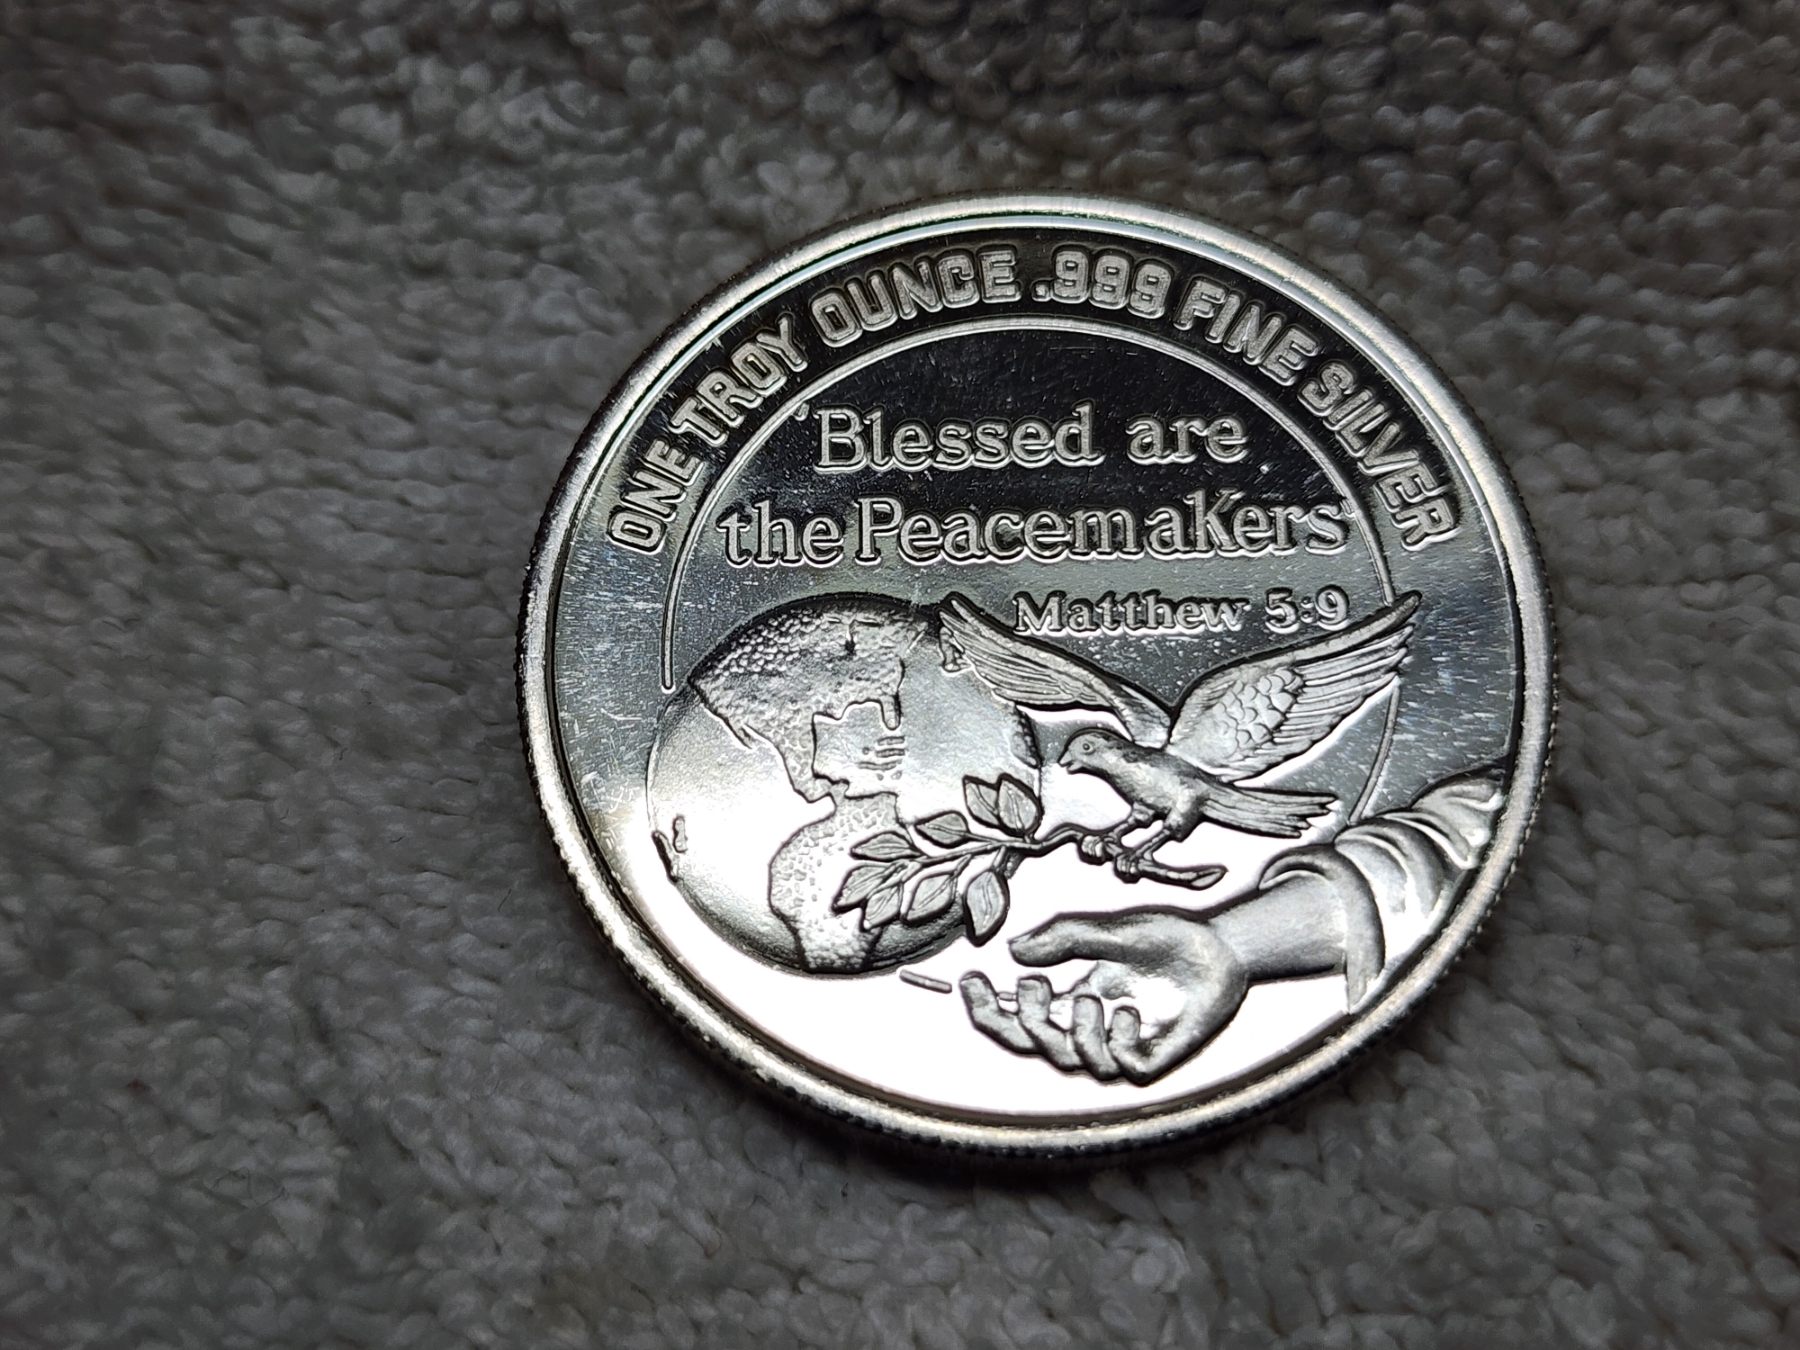 ONE TROY OUNCE .999 FINE SILVER
'Blessed are
the Peacemakers'
Matthew 5:9